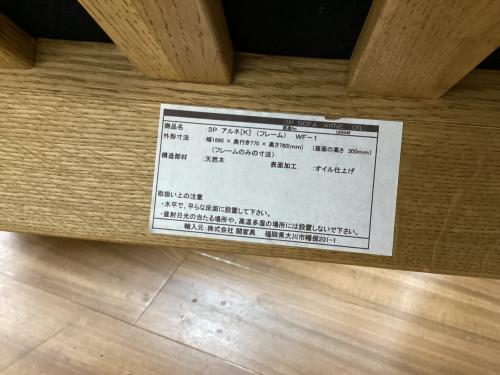 3P SOFA ARNE OIL
商品名 :3P アルネ[K] (フレーム) WF-1
外形寸法 :幅1890 × 奥行き770 × 高さ760(mm) (座面の高さ 300mm)
(フレームのみの寸法)
構造部材 :天然木 表面加工 :オイル仕上げ
取扱い上の注意
・水平で、平らな床面に設置して下さい。
・直射日光の当たる場所や、高温多湿の場所には設置しないで下さい。
輸入元:株式会社 関家具 福岡県大川市幡保201-1